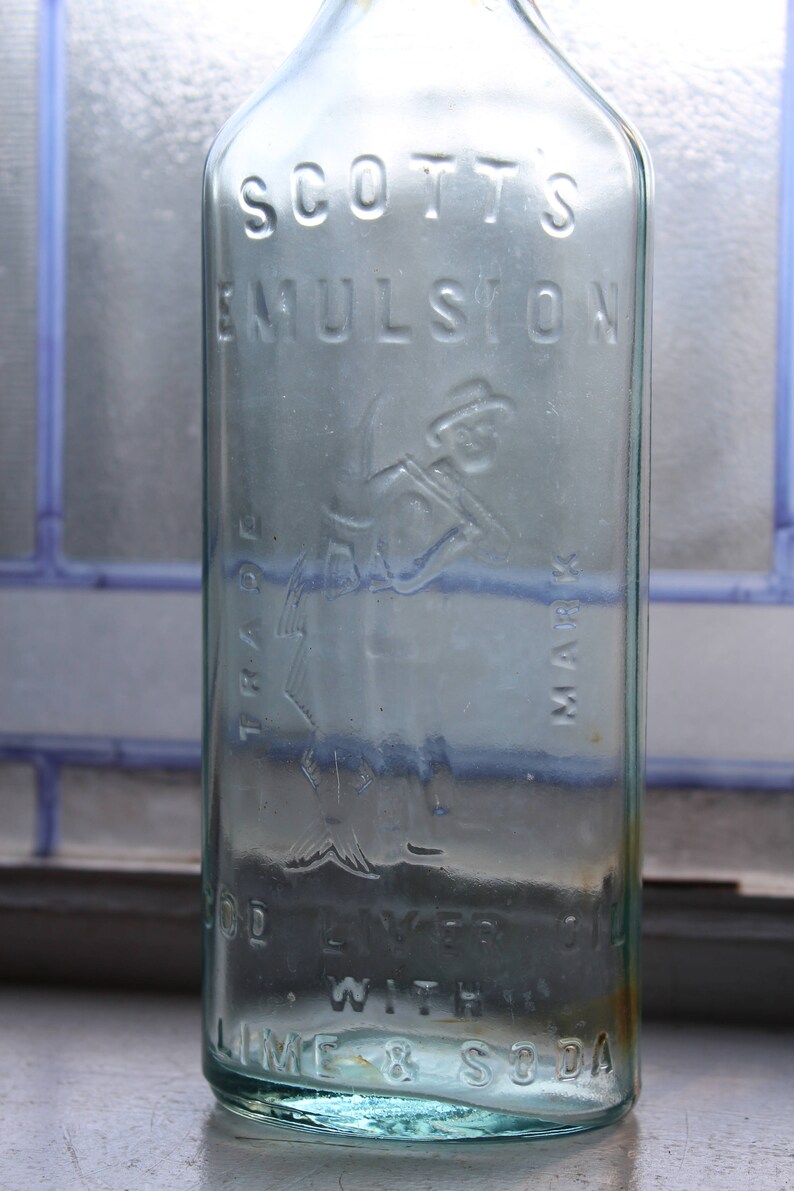 SCOTT'S
EMULSION
TRADE MARK
COD LIVER OIL
WITH
LIME & SODA